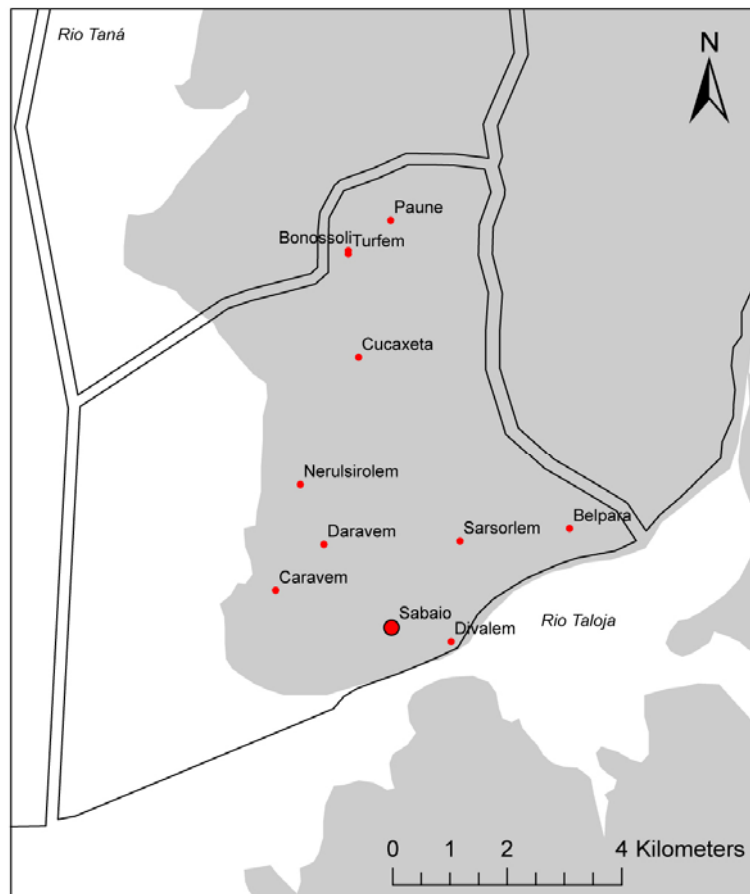 Rio Taná
N
Paune
Bonossoli
Turfem
Cucaxeta
Nerulsirolem
Daravem
Sarsorlem
Belpara
Caravem
Sabaio
Divalem
Rio Taloja
0 1 2 4 Kilometers